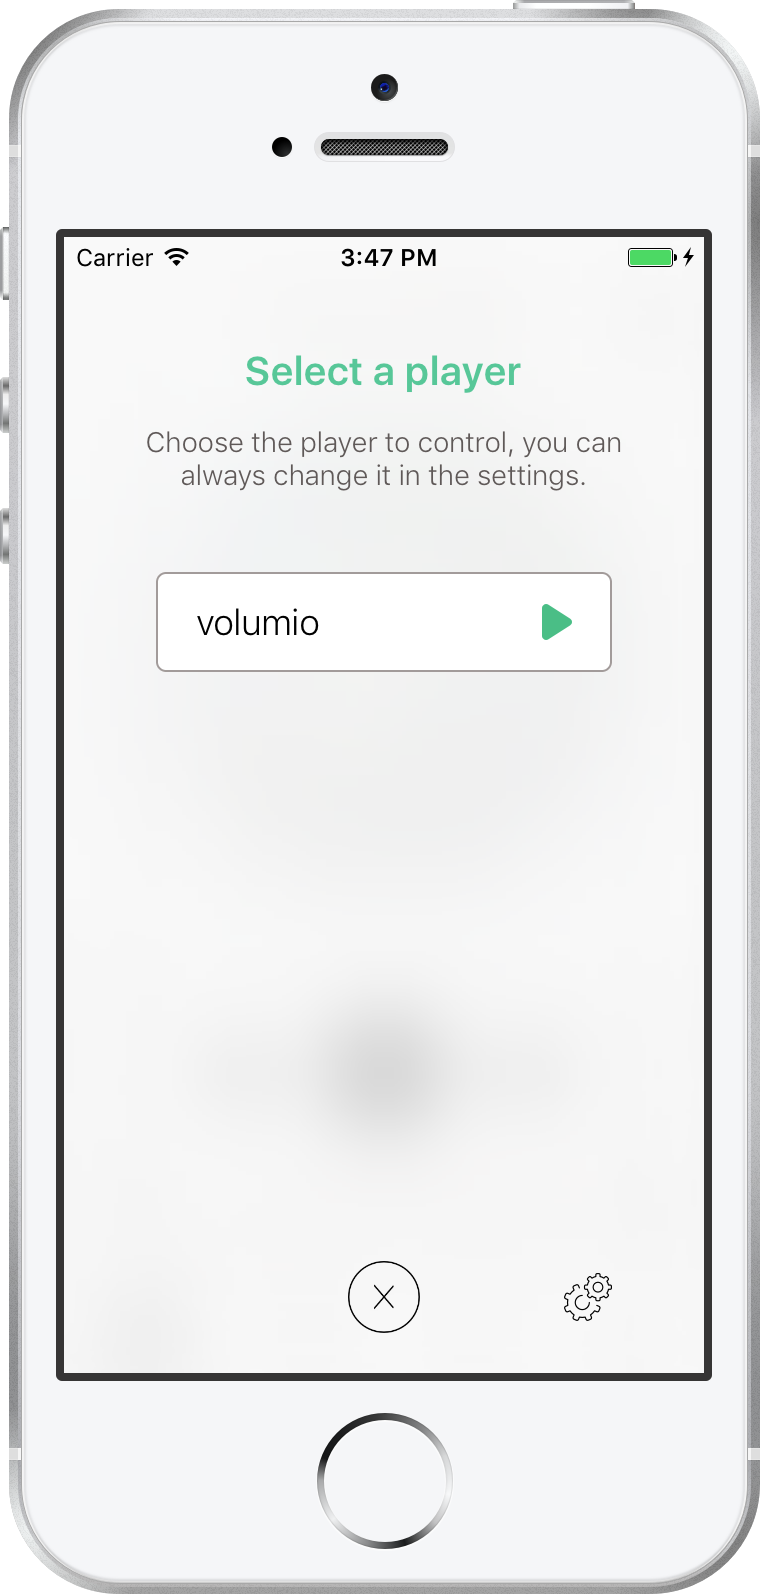 Carrier 3:47 PM
Select a player
Choose the player to control, you can
always change it in the settings.
volumio